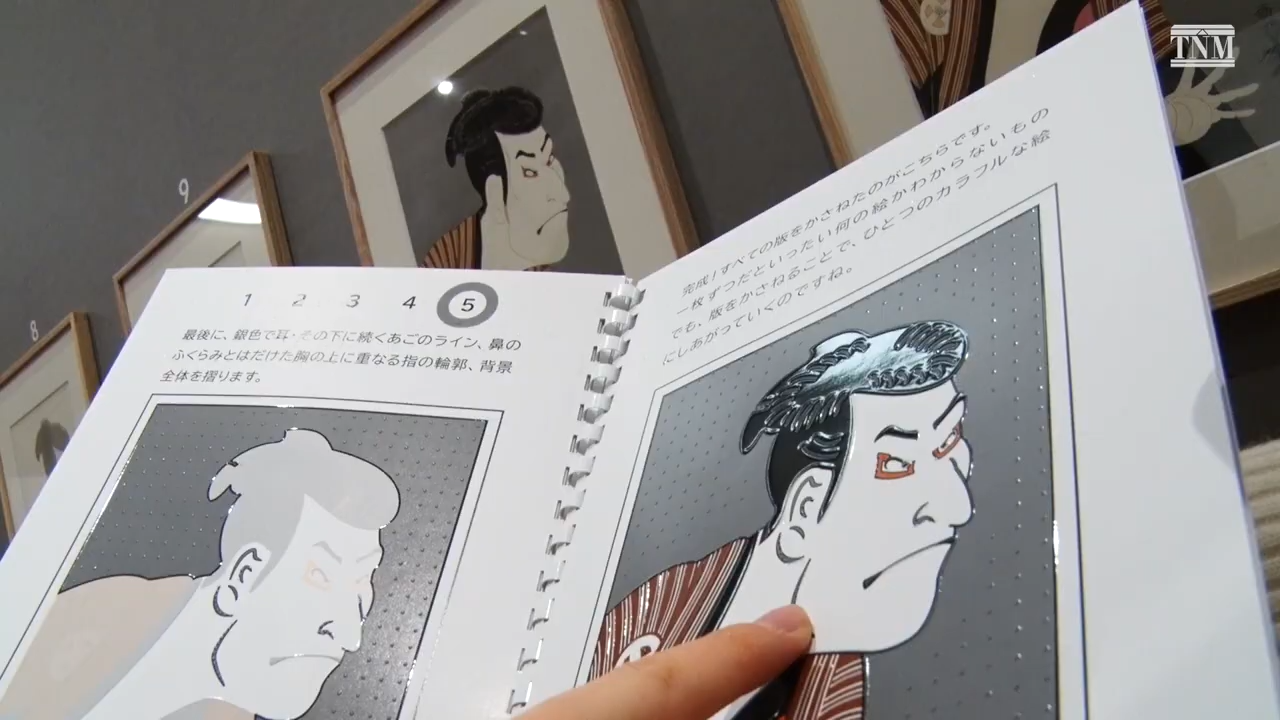 TNM
9
8
1 2 3 4 5
最後に、銀色で耳・その下に続くあごのライン、鼻の
ふくらみとはだけた胸の上に重なる指の輪郭、背景
全体を摺ります。
完成！すべての版をかさねたのがこちらです。
一枚ずつだといったい何の絵かわからないもの
でも、版をかさねることで、ひとつのカラフルな絵
にしあがっていくのですね。